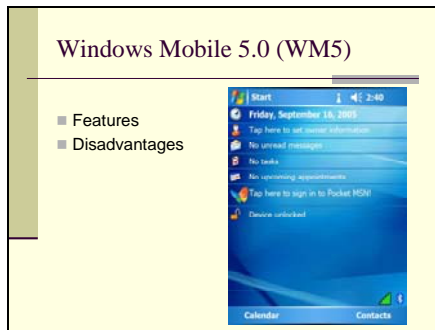 Windows Mobile 5.0 (WM5)
Features
Disadvantages
Start 2:40
Friday, September 16, 2005
Tap here to set owner information
No unread messages
No tasks
No upcoming appointments
Tap here to sign in to Pocket MSN!
Device unlocked
Calendar Contacts